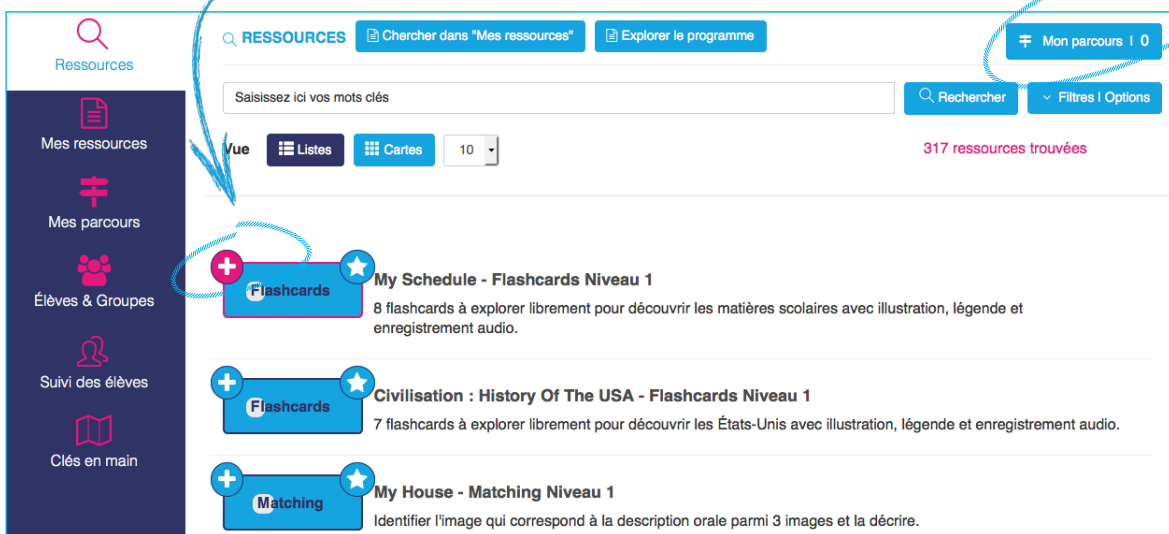 Ressources
Mes ressources
Mes parcours
Élèves & Groupes
Suivi des élèves
Clés en main
RESSOURCES
Chercher dans "Mes ressources"
Explorer le programme
Mon parcours | 0
Saisissez ici vos mots clés
Rechercher
Filtres | Options
Vue
Listes
Cartes
10
317 ressources trouvées
Flashcards
My Schedule - Flashcards Niveau 1
8 flashcards à explorer librement pour découvrir les matières scolaires avec illustration, légende et
enregistrement audio.
Flashcards
Civilisation : History Of The USA - Flashcards Niveau 1
7 flashcards à explorer librement pour découvrir les États-Unis avec illustration, légende et enregistrement audio.
Matching
My House - Matching Niveau 1
Identifier l'image qui correspond à la description orale parmi 3 images et la décrire.